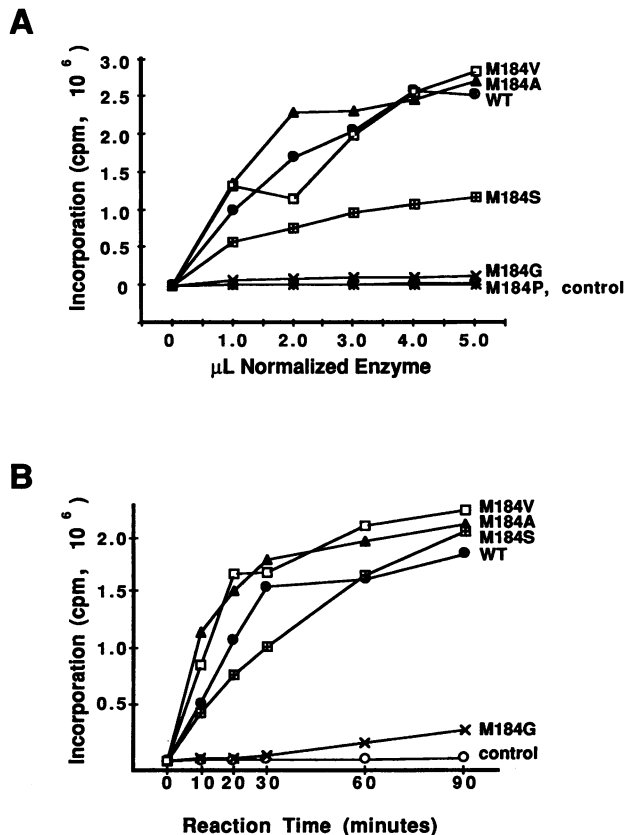 A
Incorporation (cpm, 10 6 )
3.0
2.5
2.0
1.5
1.0
0.5
0
M184V
M184A
WT
M184S
M184G
M184P, control
0 1.0 2.0 3.0 4.0 5.0
μL Normalized Enzyme
B
Incorporation (cpm, 10 6 )
2.0
1.5
1.0
0.5
M184V
M184A
M184S
WT
M184G
control
0 10 20 30 60 90
Reaction Time (minutes)